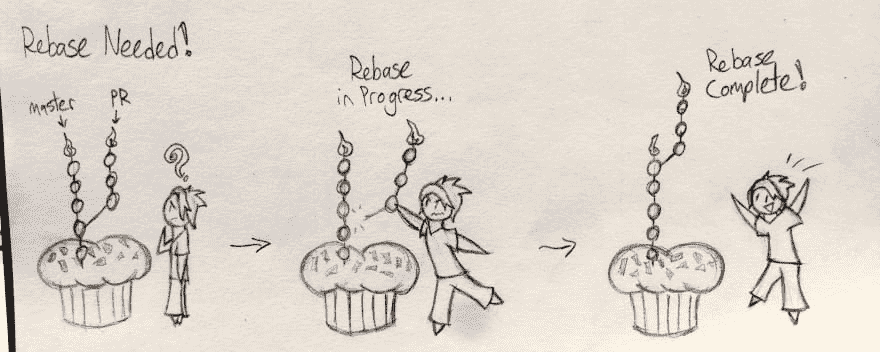 Rebase Needed!
master
PR
?
Rebase
in Progress...
Rebase
Complete!